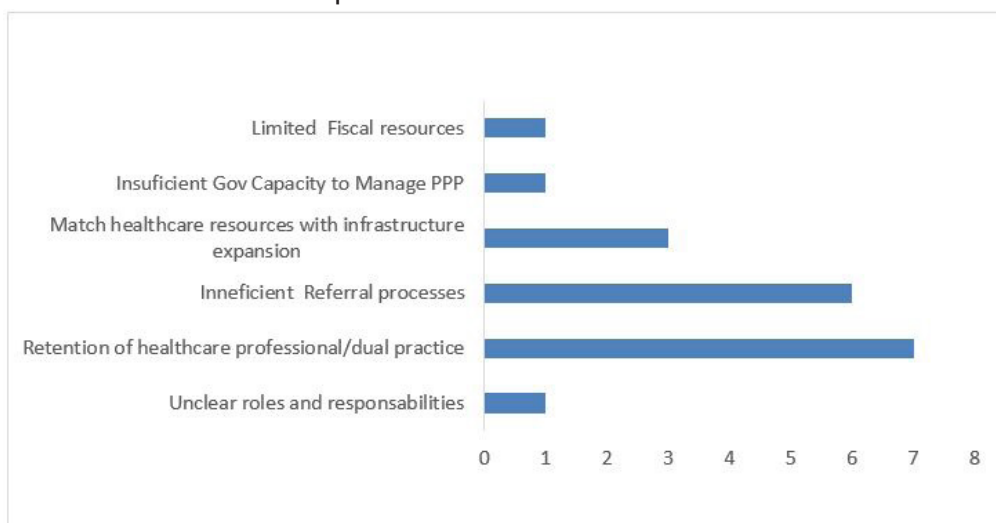 Limited Fiscal resources
Insuficient Gov Capacity to Manage PPP
Match healthcare resources with infrastructure
expansion
Inneficient Referral processes
Retention of healthcare professional/dual practice
Unclear roles and responsabilities
0 1 2 3 4 5 6 7 8